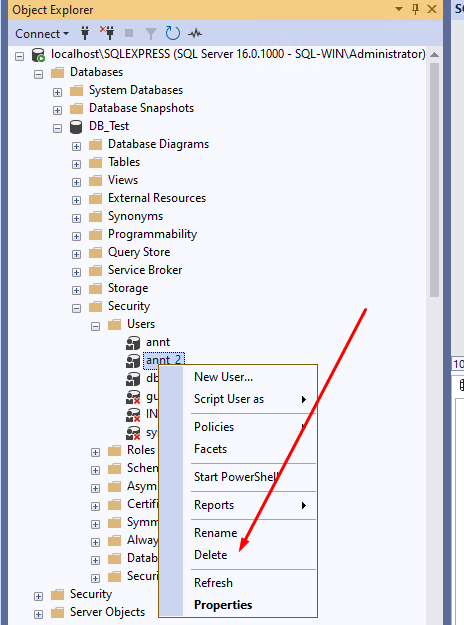 Object Explorer
Connect
localhost\SQLEXPRESS (SQL Server 16.0.1000 - SQL-WIN\Administrator)
Databases
System Databases
Database Snapshots
DB_Test
Database Diagrams
Tables
Views
External Resources
Synonyms
Programmability
Query Store
Service Broker
Storage
Security
Users
annt
annt_2
db
gu
IN
sy
New User...
Script User as
Policies
Facets
Start PowerShell
Reports
Rename
Delete
Refresh
Properties
Roles
Schem
Asym
Certifi
Symm
Alway
Datab
Securi
Security
Server Objects
10